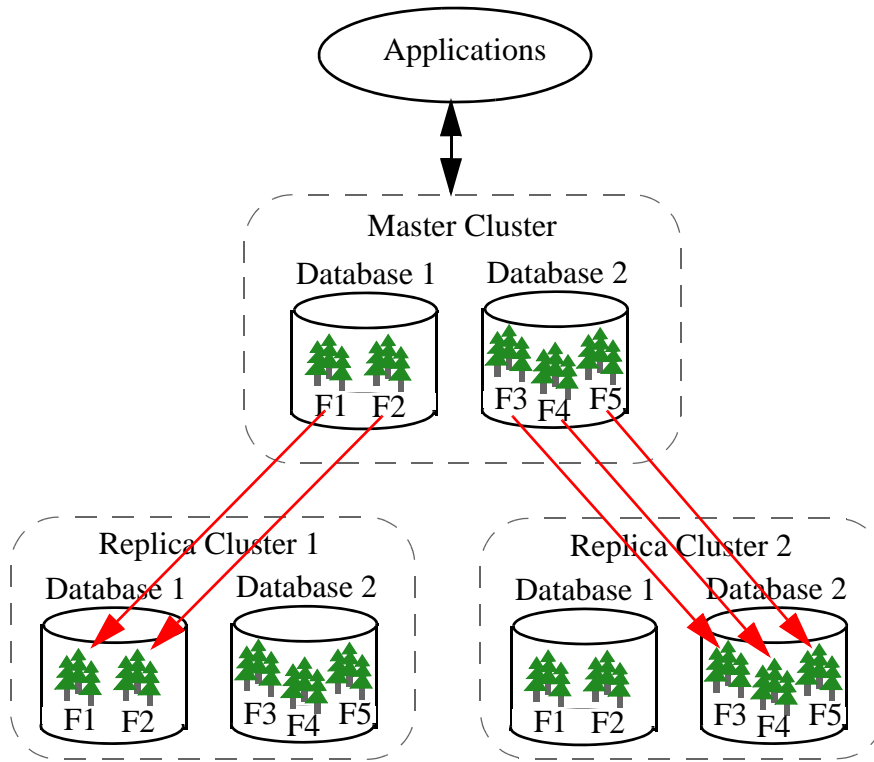 Applications
Master Cluster
Database 1
Database 2
F1
F2
F3
F4
F5
Replica Cluster 1
Database 1
Database 2
F1
F2
F3
F4
F5
Replica Cluster 2
Database 1
Database 2
F1
F2
F3
F4
F5